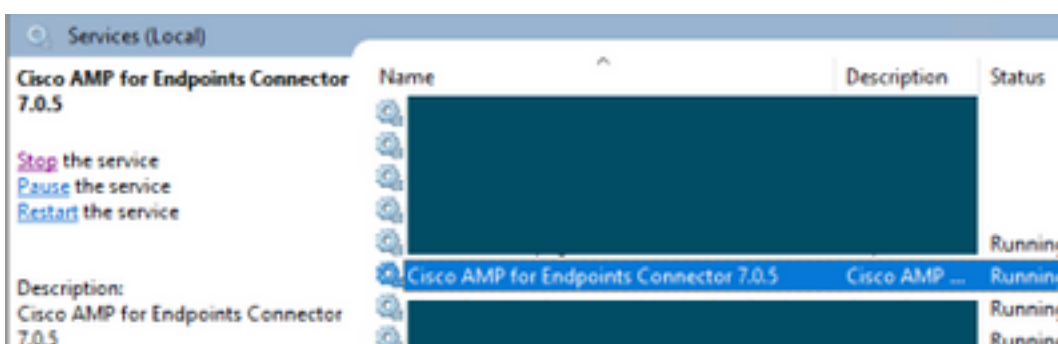 Services (Local)
Cisco AMP for Endpoints Connector
7.0.5
Stop the service
Pause the service
Restart the service
Description:
Cisco AMP for Endpoints Connector
7.0.5
Name Description Status
Running
Cisco AMP for Endpoints Connector 7.0.5 Cisco AMP ... Running
Running
Running